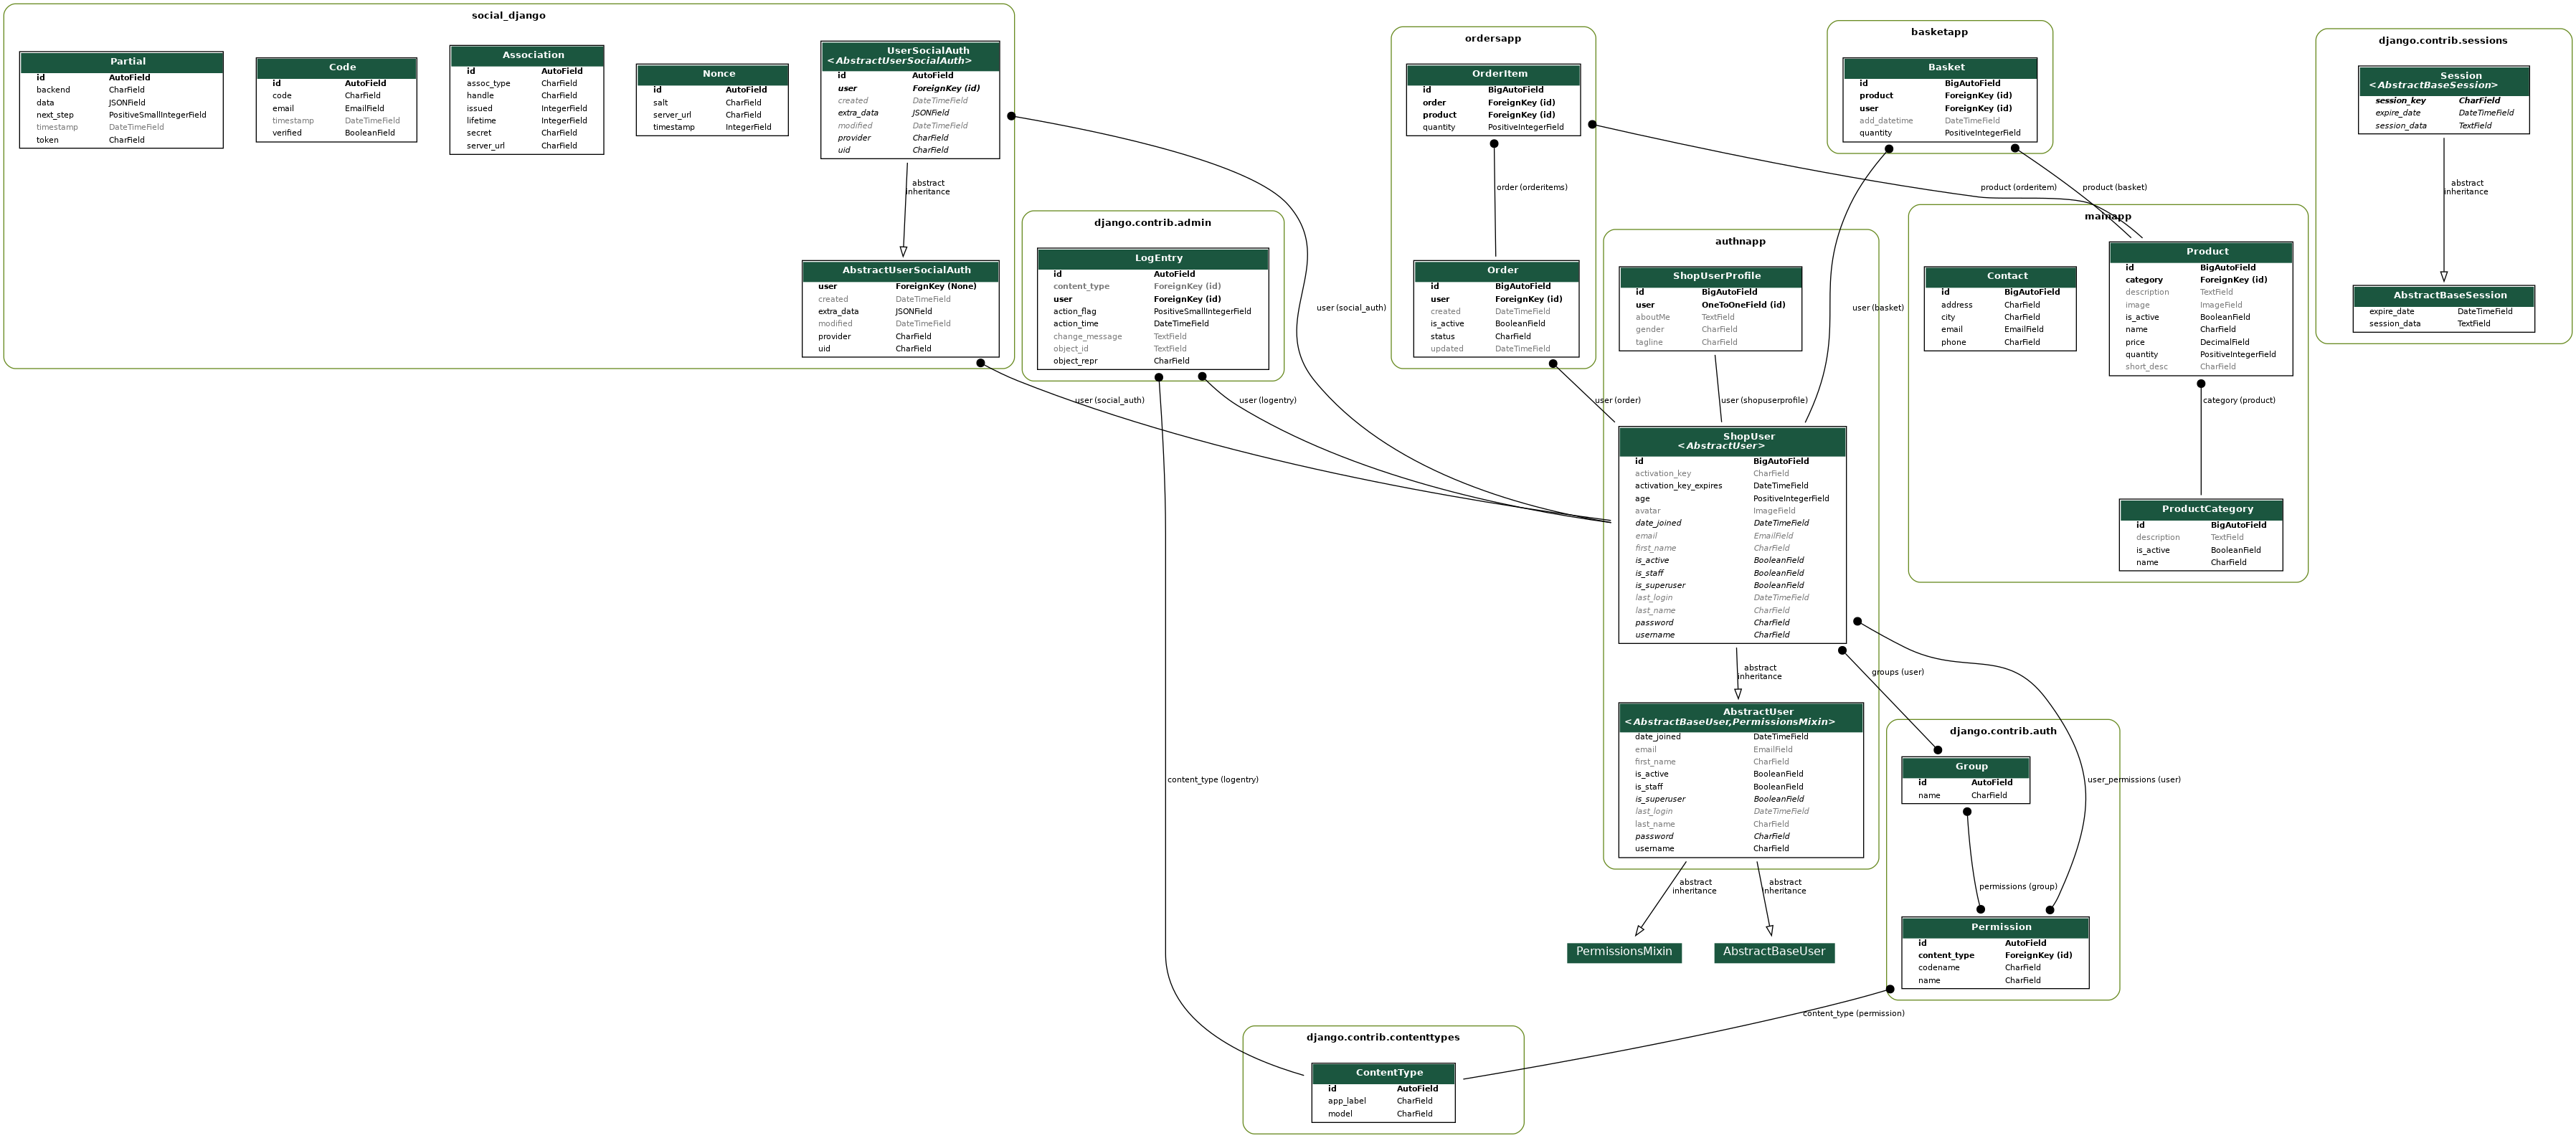 social_django
Partial
id AutoField
backend CharField
data JSONField
next_step PositiveSmallIntegerField
timestamp DateTimeField
token CharField
Code
id AutoField
code CharField
email EmailField
timestamp DateTimeField
verified BooleanField
Association
id AutoField
assoc_type CharField
handle CharField
issued IntegerField
lifetime IntegerField
secret CharField
server_url CharField
Nonce
id AutoField
salt CharField
server_url CharField
timestamp IntegerField
UserSocialAuth
<AbstractUserSocialAuth>
id AutoField
user ForeignKey (id)
created DateTimeField
extra_data JSONField
modified DateTimeField
provider CharField
uid CharField
abstract
inheritance
AbstractUserSocialAuth
user ForeignKey (None)
created DateTimeField
extra_data JSONField
modified DateTimeField
provider CharField
uid CharField
user (social_auth)
django.contrib.admin
LogEntry
id AutoField
content_type ForeignKey (id)
user ForeignKey (id)
action_flag PositiveSmallIntegerField
action_time DateTimeField
change_message TextField
object_id TextField
object_repr CharField
user (logentry)
user (social_auth)
content_type (logentry)
ordersapp
OrderItem
id BigAutoField
order ForeignKey (id)
product ForeignKey (id)
quantity PositiveIntegerField
order (orderitems)
Order
id BigAutoField
user ForeignKey (id)
created DateTimeField
is_active BooleanField
status CharField
updated DateTimeField
user (order)
basketapp
Basket
id BigAutoField
product ForeignKey (id)
user ForeignKey (id)
add_datetime DateTimeField
quantity PositiveIntegerField
product (orderitem)
product (basket)
user (basket)
authnapp
ShopUserProfile
id BigAutoField
user OneToOneField (id)
aboutMe TextField
gender CharField
tagline CharField
user (shopuserprofile)
ShopUser
<AbstractUser>
id BigAutoField
activation_key CharField
activation_key_expires DateTimeField
age PositiveIntegerField
avatar ImageField
date_joined DateTimeField
email EmailField
first_name CharField
is_active BooleanField
is_staff BooleanField
is_superuser BooleanField
last_login DateTimeField
last_name CharField
password CharField
username CharField
abstract
inheritance
AbstractUser
<AbstractBaseUser,PermissionsMixin>
date_joined DateTimeField
email EmailField
first_name CharField
is_active BooleanField
is_staff BooleanField
is_superuser BooleanField
last_login DateTimeField
last_name CharField
password CharField
username CharField
abstract
inheritance
abstract
inheritance
PermissionsMixin
AbstractBaseUser
mainapp
Contact
id BigAutoField
address CharField
city CharField
email EmailField
phone CharField
Product
id BigAutoField
category ForeignKey (id)
description TextField
image ImageField
is_active BooleanField
name CharField
price DecimalField
quantity PositiveIntegerField
short_desc CharField
category (product)
ProductCategory
id BigAutoField
description TextField
is_active BooleanField
name CharField
django.contrib.sessions
Session
<AbstractBaseSession>
session_key CharField
expire_date DateTimeField
session_data TextField
abstract
inheritance
AbstractBaseSession
expire_date DateTimeField
session_data TextField
groups (user)
user_permissions (user)
django.contrib.auth
Group
id AutoField
name CharField
permissions (group)
Permission
id AutoField
content_type ForeignKey (id)
codename CharField
name CharField
content_type (permission)
django.contrib.contenttypes
ContentType
id AutoField
app_label CharField
model CharField